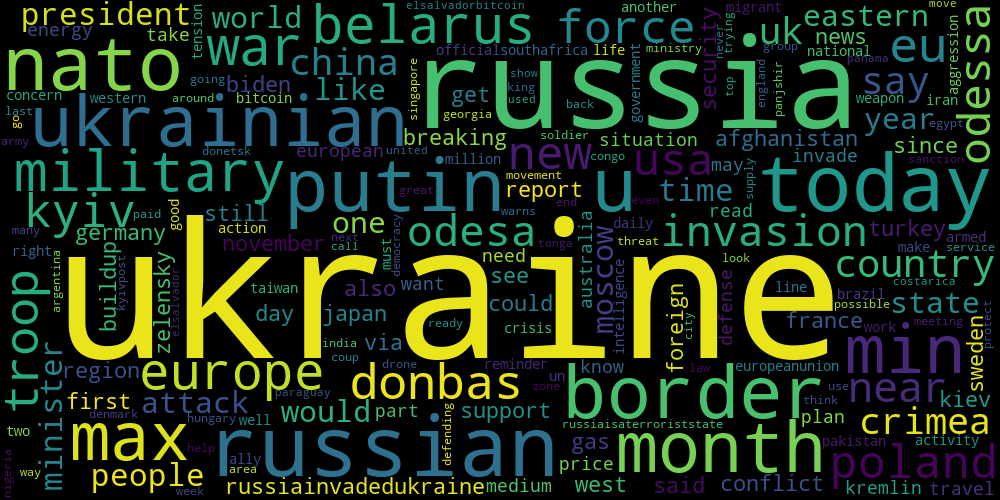 president
energy
take
tension
world
biden
bitcoin
around
going
elsalvadorbitcoin
belarus
war
china
like
singapore
official
southafrica
force
another
life
ministry
migrant
never
trying
top
uk
eastern
news
national
group
england
panama
panjshir
move
eu
say
aggression
odessa
nato
concern
western
last
go
army
ukrainian
get
show
king
used
back
georgia
russia
government
security
weapon
iran
year
egypt
donetsk
european
united
breaking
million
soldier
situation
afghanistan
since
sanction
military
putin
new
movement
report
congo
u
usa
may
time
supply
read
invade
today
kyiv
paid
good
still
action
great
warns
end
even
daily
threat
many
right
germany
november
next
call
one
must
democracy
odesa
need
tonga
australia
invasion
turkey
make
armed
service
argentina
buildup
kyivpost
zelensky
elsalvador
taiwan
day
also
want
see
could
moscow
intelligence
foreign
city
look
defense
country
costarica
ukraine
japan
via
ready
crisis
line
brazil
possible
state
protect
troop
region
india
coup
drone
reminder
un
know
law
france
work
meeting
sweden
minister
europe
paraguay
donbas
zone
europeanunion
min
near
kiev
first
denmark
attack
hungary
well
would
part
defending
support
border
use
think
plan
crimea
two
max
help
russian
russiaisaterroriststate
gas
month
pakistan
activity
nigeria
way
people
area
week
ally
russiainvadedukraine
medium
price
west
said
conflict
poland
kremlin
travel